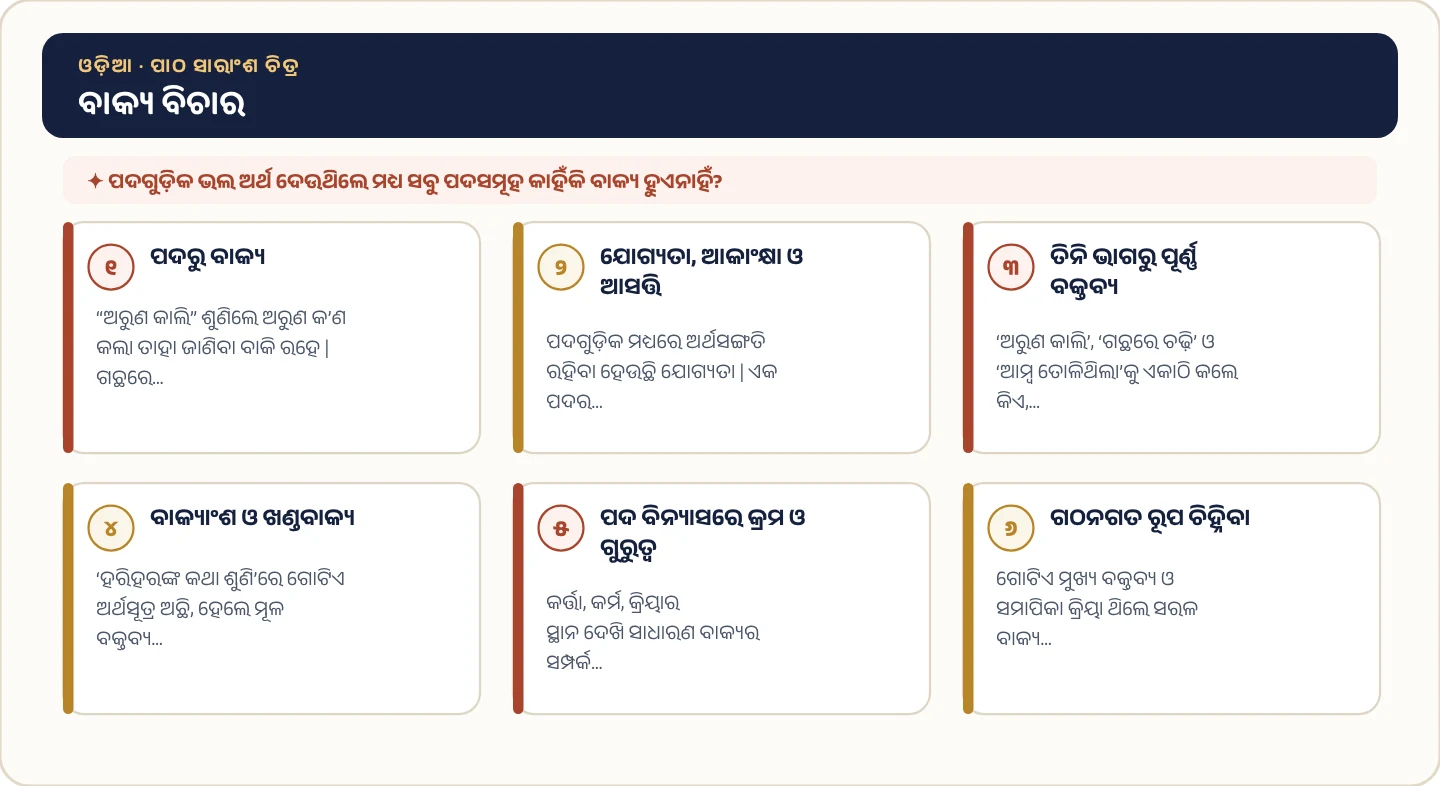 ଓଡ଼ିଆ · ପାଠ ସାରାଂଶ ଚିତ୍ର
ବାକ୍ୟ ବିଚାର
✦ ପଦଗୁଡ଼ିକ ଭଲ ଅର୍ଥ ଦେଉଥିଲେ ମଧ୍ୟ ସବୁ ପଦସମୂହ କାହିଁକି ବାକ୍ୟ ହୁଏନାହିଁ?
୧
ପଦରୁ ବାକ୍ୟ
“ଅରୁଣ କାଲି” ଶୁଣିଲେ ଅରୁଣ କ’ଣ
କଲା ତାହା ଜାଣିବା ବାକି ରହେ |
ଗଛରେ...
୨
ଯୋଗ୍ୟତା, ଆକାଂକ୍ଷା ଓ
ଆସତ୍ତି
ପଦଗୁଡ଼ିକ ମଧ୍ୟରେ ଅର୍ଥସଙ୍ଗତି
ରହିବା ହେଉଛି ଯୋଗ୍ୟତା | ଏକ
ପଦର...
୩
ତିନି ଭାଗରୁ ପୂର୍ଣ୍ଣ
ବକ୍ତବ୍ୟ
‘ଅରୁଣ କାଲି’, ‘ଗଛରେ ଚଢ଼ି’ ଓ
‘ଆମ୍ବ ତୋଳିଥିଲା’କୁ ଏକାଠି କଲେ
କିଏ,...
୪
ବାକ୍ୟାଂଶ ଓ ଖଣ୍ଡବାକ୍ୟ
‘ହରିହରଙ୍କ କଥା ଶୁଣି’ରେ ଗୋଟିଏ
ଅର୍ଥସୂତ୍ର ଅଛି, ହେଲେ ମୂଳ
ବକ୍ତବ୍ୟ...
୫
ପଦ ବିନ୍ୟାସରେ କ୍ରମ ଓ
ଗୁରୁତ୍ୱ
କର୍ତ୍ତା, କର୍ମ, କ୍ରିୟାର
ସ୍ଥାନ ଦେଖି ସାଧାରଣ ବାକ୍ୟର
ସମ୍ପର୍କ...
୬
ଗଠନଗତ ରୂପ ଚିହ୍ନିବା
ଗୋଟିଏ ମୁଖ୍ୟ ବକ୍ତବ୍ୟ ଓ
ସମାପିକା କ୍ରିୟା ଥିଲେ ସରଳ
ବାକ୍ୟ...